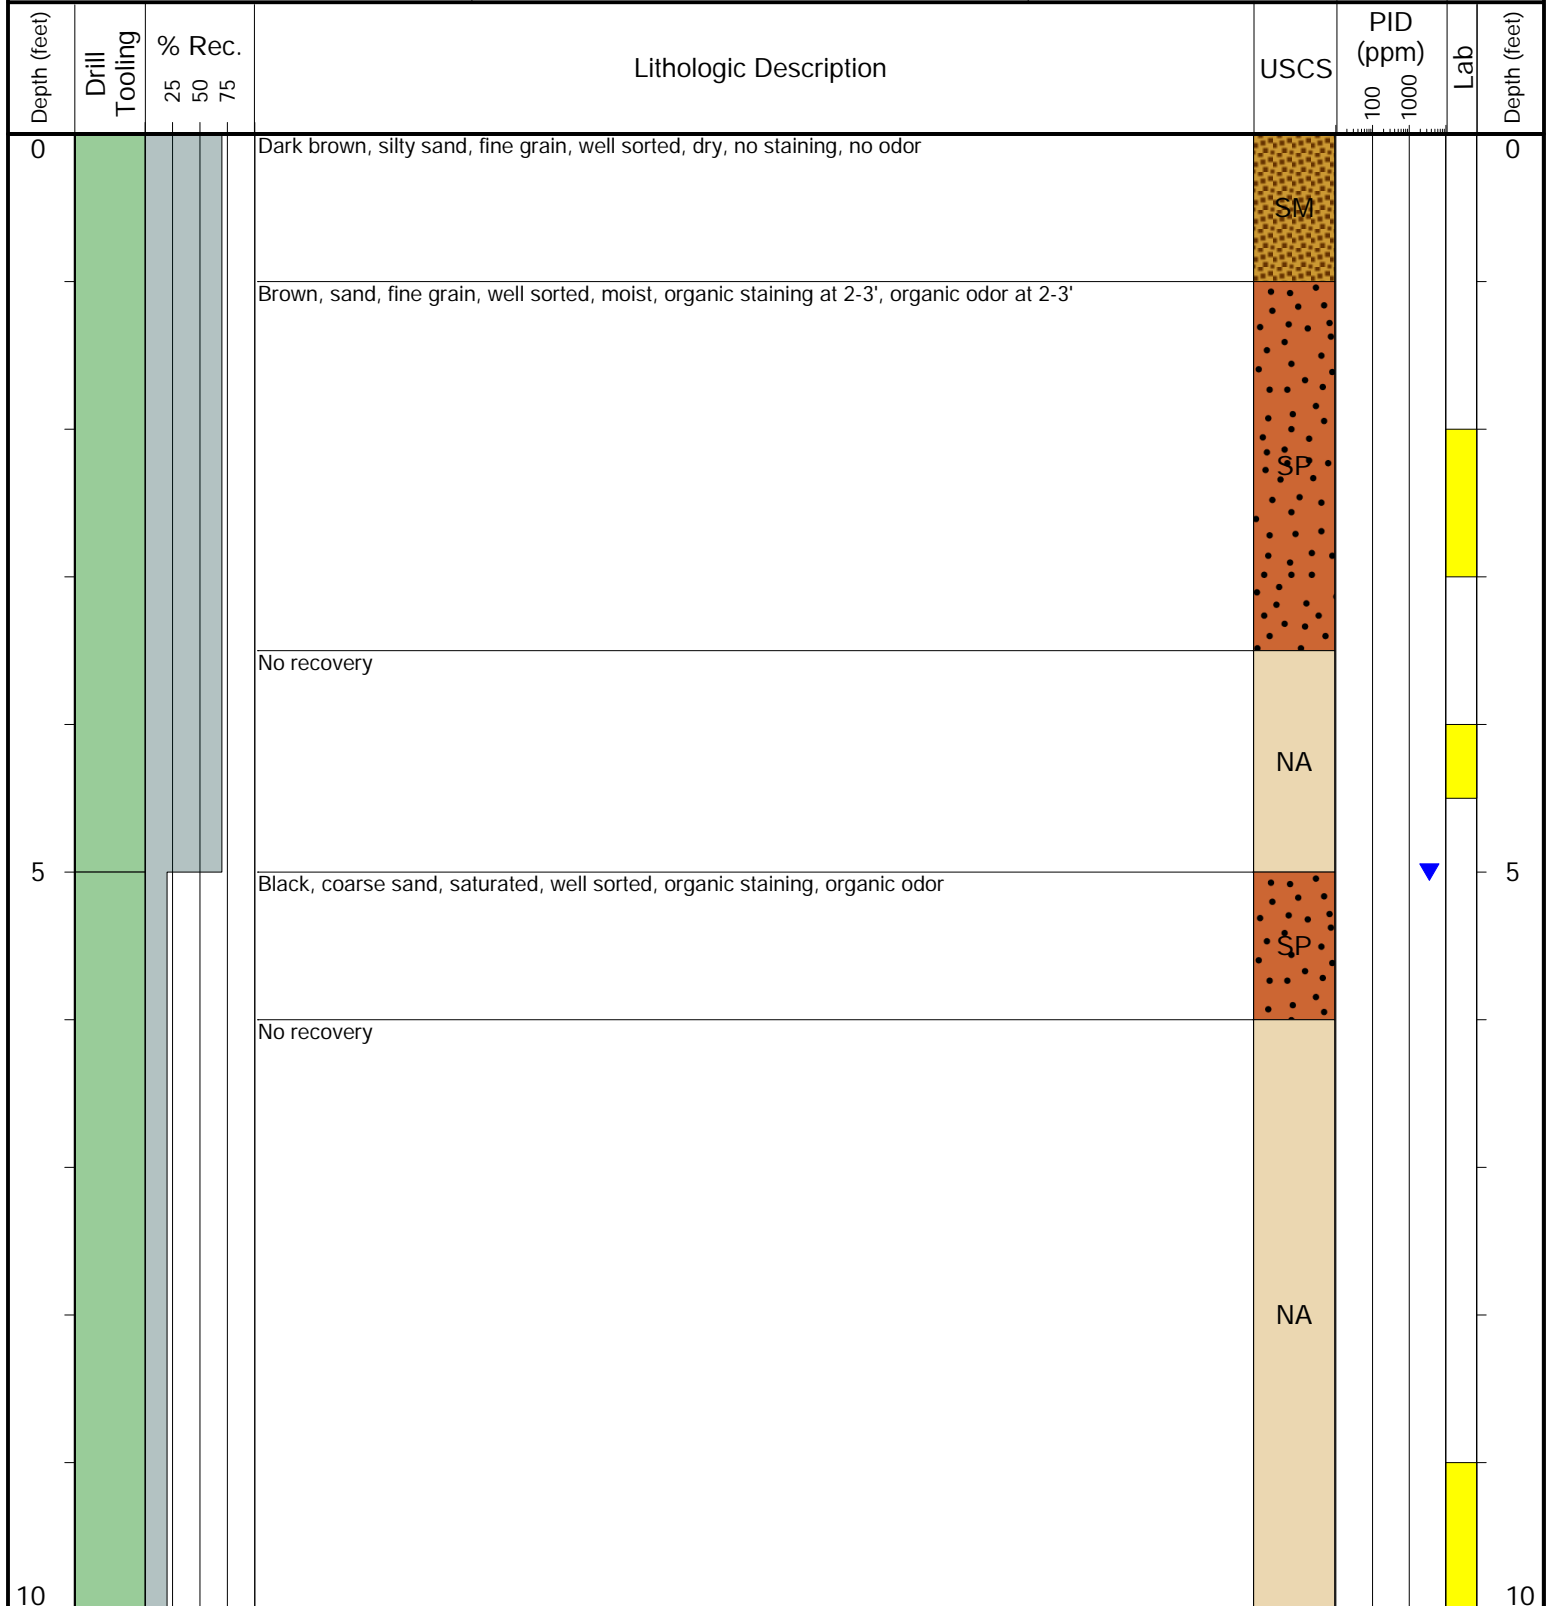 Depth (feet)
Drill
Tooling
% Rec.
25
50
75
Lithologic Description
USCS
PID
(ppm)
100
1000
Lab
Depth (feet)
0
Dark brown, silty sand, fine grain, well sorted, dry, no staining, no odor
SM
0
Brown, sand, fine grain, well sorted, moist, organic staining at 2-3', organic odor at 2-3'
SP
No recovery
NA
5
Black, coarse sand, saturated, well sorted, organic staining, organic odor
5
SP
No recovery
NA
10
10